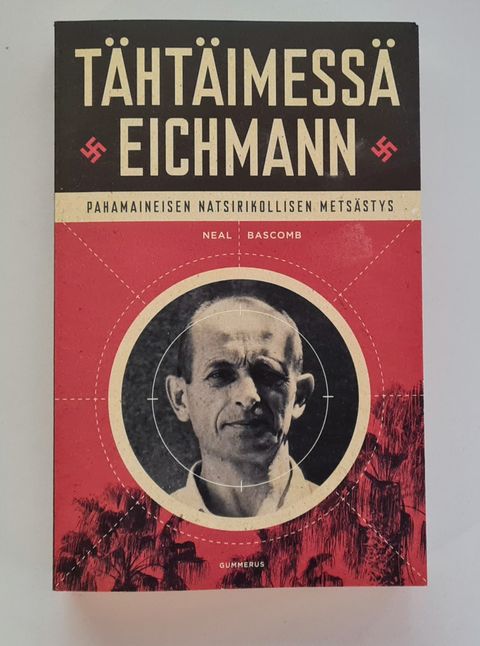 TÄHTÄIMESSÄ
EICHMANN
PAHAMAINEISEN NATSIRIKOLLISEN METSÄSTYS
NEAL BASCOMB
GUMMERUS